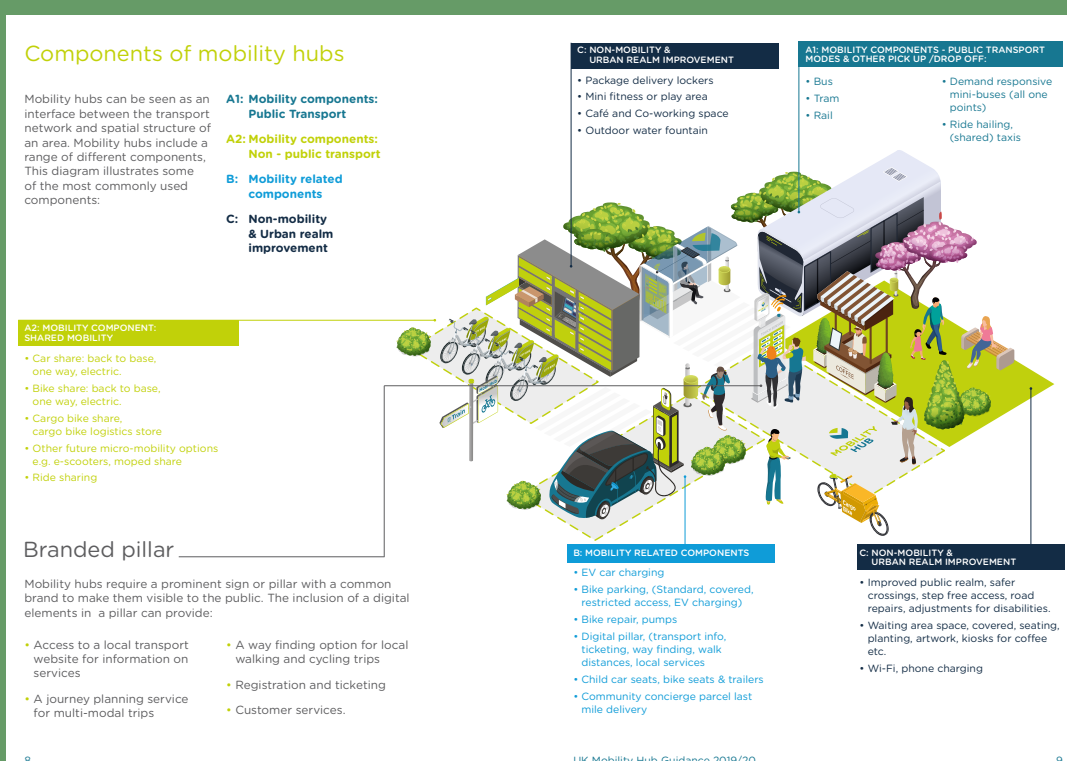 Components of mobility hubs
Mobility hubs can be seen as an
interface between the transport
network and spatial structure of
an area. Mobility hubs include a
range of different components,
This diagram illustrates some
of the most commonly used
components:
A1: Mobility components:
Public Transport
A2: Mobility components:
Non - public transport
B: Mobility related
components
C: Non-mobility
& Urban realm
improvement
C: NON-MOBILITY &
URBAN REALM IMPROVEMENT
• Package delivery lockers
• Mini fitness or play area
• Café and Co-working space
• Outdoor water fountain
A1: MOBILITY COMPONENTS - PUBLIC TRANSPORT
MODES & OTHER PICK UP /DROP OFF:
• Bus
• Tram
• Rail
• Demand responsive
mini-buses (all one
points)
• Ride hailing,
(shared) taxis
A2: MOBILITY COMPONENT:
SHARED MOBILITY
• Car share: back to base,
one way, electric.
• Bike share: back to base,
one way, electric.
• Cargo bike share,
cargo bike logistics store
• Other future micro-mobility options
e.g. e-scooters, moped share
• Ride sharing
Train
COFFEE
MOBILITY
HUB
Cargo
Bike
Branded pillar
Mobility hubs require a prominent sign or pillar with a common
brand to make them visible to the public. The inclusion of a digital
elements in a pillar can provide:
• Access to a local transport
website for information on
services
• A journey planning service
for multi-modal trips
• A way finding option for local
walking and cycling trips
• Registration and ticketing
• Customer services.
B: MOBILITY RELATED COMPONENTS
• EV car charging
• Bike parking, (Standard, covered,
restricted access, EV charging)
• Bike repair, pumps
• Digital pillar, (transport info,
ticketing, way finding, walk
distances, local services
• Child car seats, bike seats & trailers
• Community concierge parcel last
mile delivery
C: NON-MOBILITY &
URBAN REALM IMPROVEMENT
• Improved public realm, safer
crossings, step free access, road
repairs, adjustments for disabilities.
• Waiting area space, covered, seating,
planting, artwork, kiosks for coffee
etc.
• Wi-Fi, phone charging
8
UK Mobility Hub Guidance 2019/20
9